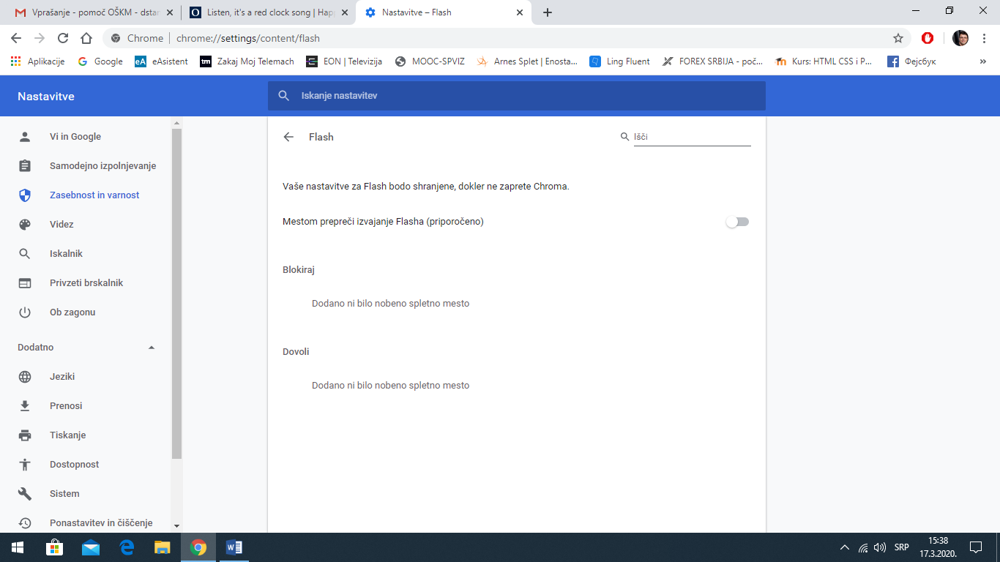 Vprašanje - pomoč OŠKM - dstan
Listen, it's a red clock song | Hap
Nastavitve – Flash
Chrome | chrome://settings/content/flash
Aplikacije
Google
eA eAsistent
tm Zakaj Moj Telemach
EON | Televizija
MOOC-SPVIZ
Arnes Splet | Enosta...
Ling Fluent
FOREX SRBIJA - poč...
Kurs: HTML CSS i P...
Фејсбук
»
Nastavitve
Iskanje nastavitev
Vi in Google
Samodejno izpolnjevanje
Zasebnost in varnost
Videz
Iskalnik
Privzeti brskalnik
Ob zagonu
Dodatno
Jeziki
Prenosi
Tiskanje
Dostopnost
Sistem
Ponastavitev in čiščenje
Flash
Išči
Vaše nastavitve za Flash bodo shranjene, dokler ne zaprete Chroma.
Mestom prepreči izvajanje Flasha (priporočeno)
Blokiraj
Dodano ni bilo nobeno spletno mesto
Dovoli
Dodano ni bilo nobeno spletno mesto
SRP
15:38
17.3.2020.